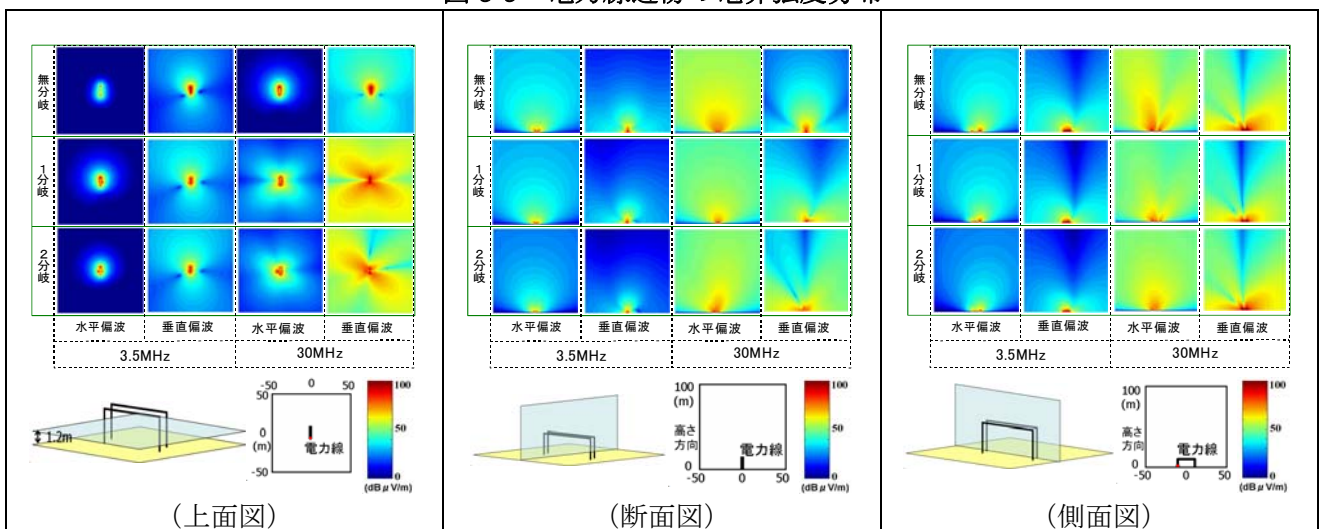 無分岐
1分岐
2分岐
水平偏波 垂直偏波 水平偏波 垂直偏波
3.5MHz 30MHz
1.2m
-50 0 50
50
0
(m)
-50
電力線
100
50
0
(dBμV/m)
(上面図)
無分岐
1分岐
2分岐
水平偏波 垂直偏波 水平偏波 垂直偏波
3.5MHz 30MHz
100
(m)
高さ
方向
0
-50 0 50
電力線
100
50
0
(dBμV/m)
(断面図)
無分岐
1分岐
2分岐
水平偏波 垂直偏波 水平偏波 垂直偏波
3.5MHz 30MHz
100
(m)
高さ
方向
0
-50 0 50
電力線
100
50
0
(dBμV/m)
(側面図)